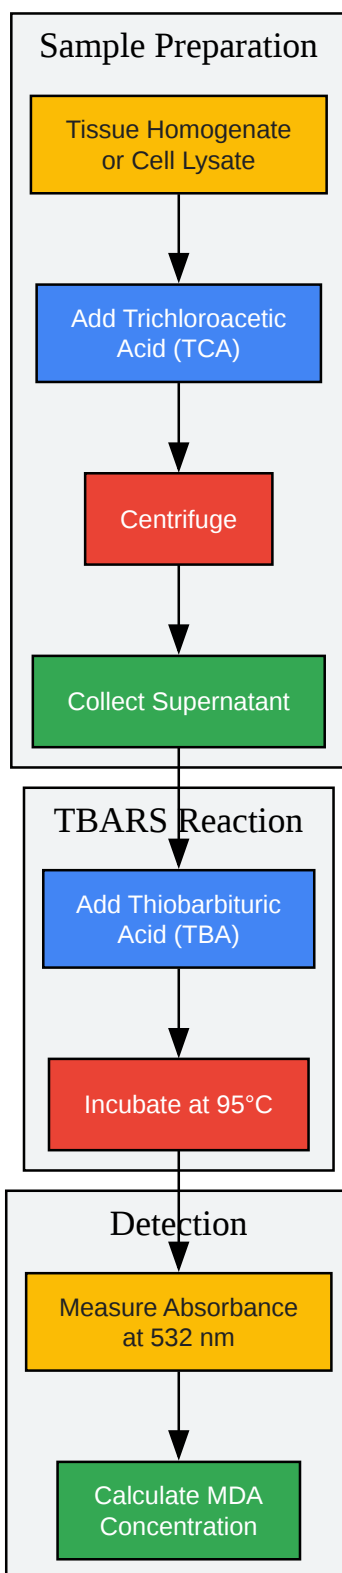 Sample Preparation
Tissue Homogenate
or Cell Lysate
Add Trichloroacetic
Acid (TCA)
Centrifuge
Collect Supernatant
TBARS Reaction
Add Thiobarbituric
Acid (TBA)
Incubate at 95°C
Detection
Measure Absorbance
at 532 nm
Calculate MDA
Concentration